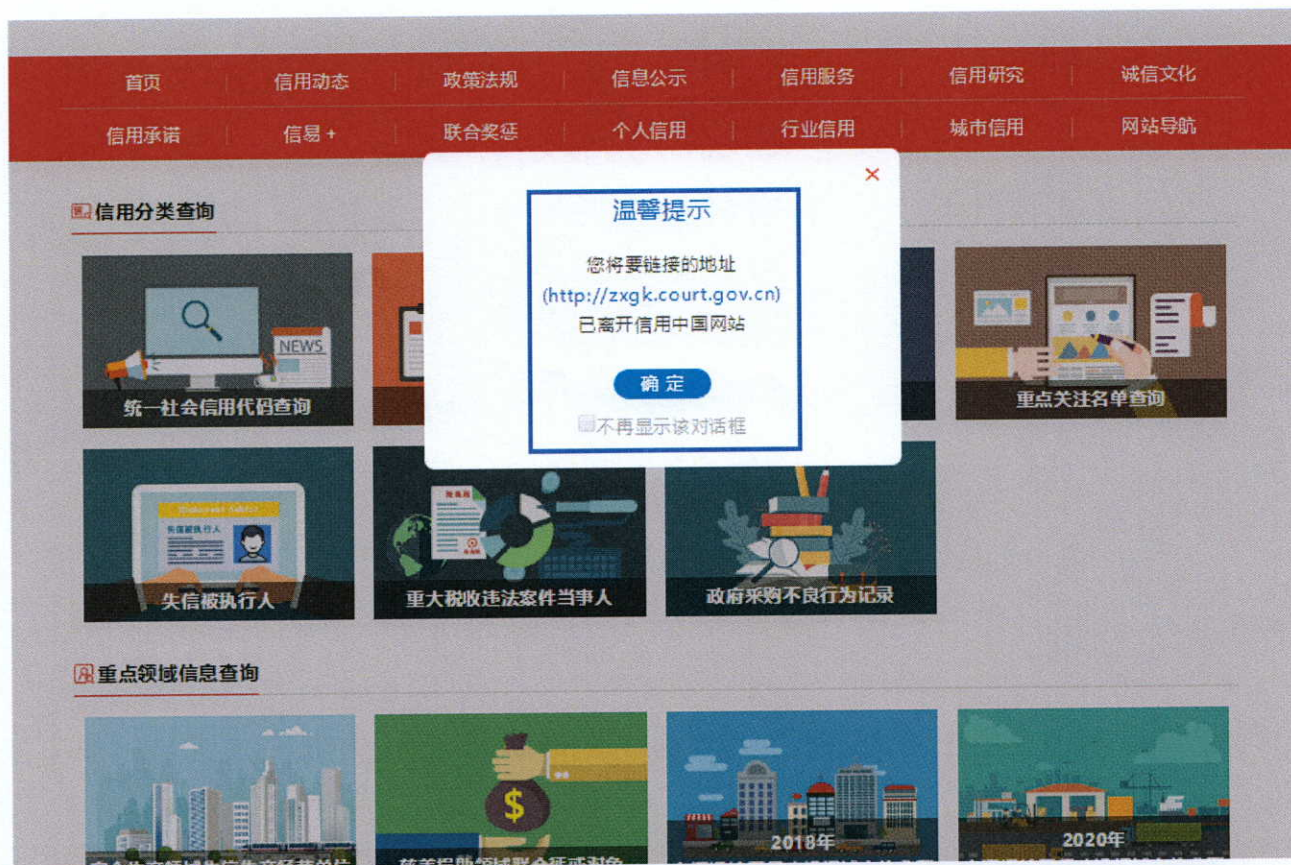 首页 信用动态 政策法规 信息公示 信用服务 信用研究 诚信文化
信用承诺 信易+ 联合奖惩 个人信用 行业信用 城市信用 网站导航
信用分类查询
温馨提示
您将要链接的地址
(http://zxgk.court.gov.cn)
已离开信用中国网站
确定
不再显示该对话框
NEWS
统一社会信用代码查询
重点关注名单查询
失信被执行人
失信被执行人
重大税收违法案件当事人
政府采购不良行为记录
重点领域信息查询
$
2018年
2020年